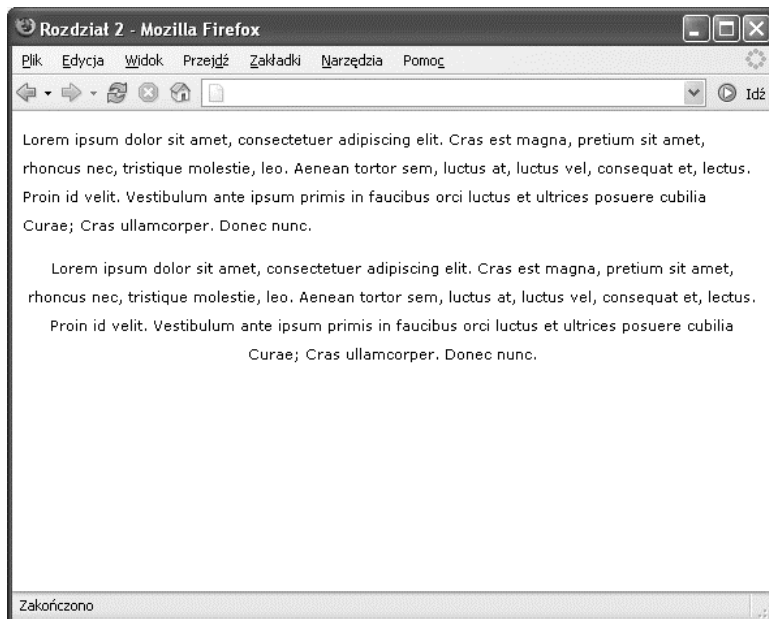 Rozdział 2 - Mozilla Firefox
Plik Edycja Widok Przejdź Zakładki Narzędzia Pomoc
Idź
Lorem ipsum dolor sit amet, consectetuer adipiscing elit. Cras est magna, pretium sit amet,
rhoncus nec, tristique molestie, leo. Aenean tortor sem, luctus at, luctus vel, consequat et, lectus.
Proin id velit. Vestibulum ante ipsum primis in faucibus orci luctus et ultrices posuere cubilia
Curae; Cras ullamcorper. Donec nunc.
Lorem ipsum dolor sit amet, consectetuer adipiscing elit. Cras est magna, pretium sit amet,
rhoncus nec, tristique molestie, leo. Aenean tortor sem, luctus at, luctus vel, consequat et, lectus.
Proin id velit. Vestibulum ante ipsum primis in faucibus orci luctus et ultrices posuere cubilia
Curae; Cras ullamcorper. Donec nunc.
Zakończono